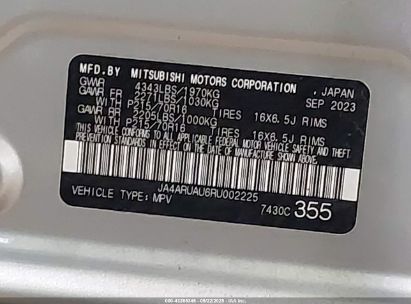 MFD.BY MITSUBISHI MOTORS CORPORATION , JAPAN
GVWR 4343LBS/1970KG SEP 2023
GAWR FR 2271LBS/1030KG
WITH P215/70R16 TIRES 16X6.5J RIMS
GAWR RR 2205LBS/1000KG
WITH P215/70R16 TIRES 16X6.5J RIMS
THIS VEHICLE CONFORMS TO ALL APPLICABLE FEDERAL MOTOR VEHICLE SAFETY, BUMPER AND THEFT
PREVENTION STANDARDS IN EFFECT ON THE DATE OF MANUFACTURE SHOWN ABOVE.
JA4ARUAU6RU002225
VEHICLE TYPE: MPV 7430C 355